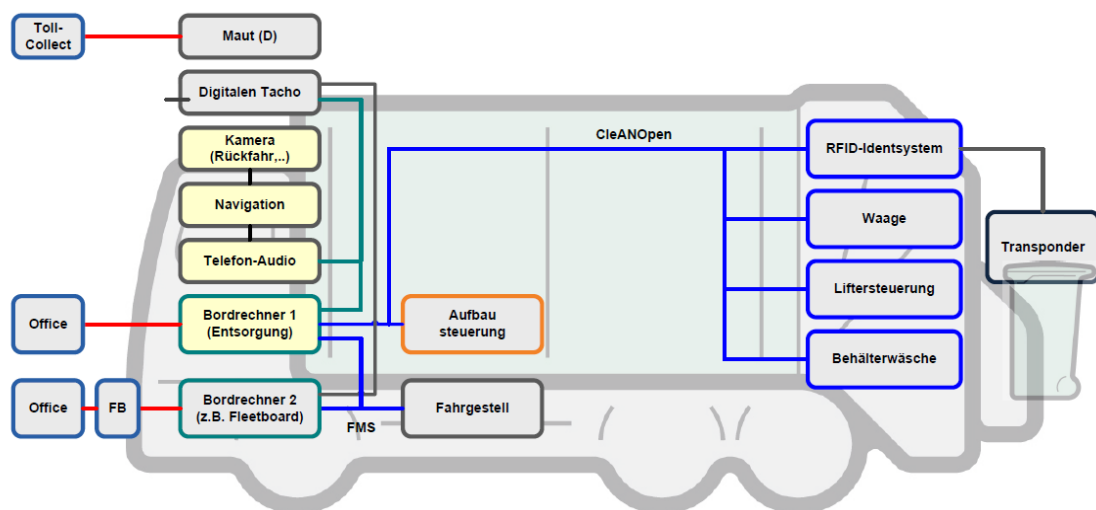 Toll-
Collect
Maut (D)
Digitalen Tacho
Kamera
(Rückfahr,..)
Navigation
Telefon-Audio
Office
Bordrechner 1
(Entsorgung)
Aufbau
steuerung
Office
FB
Bordrechner 2
(z.B. Fleetboard)
FMS
Fahrgestell
CleANOpen
RFID-Identsystem
Waage
Liftersteuerung
Behälterwäsche
Transponder